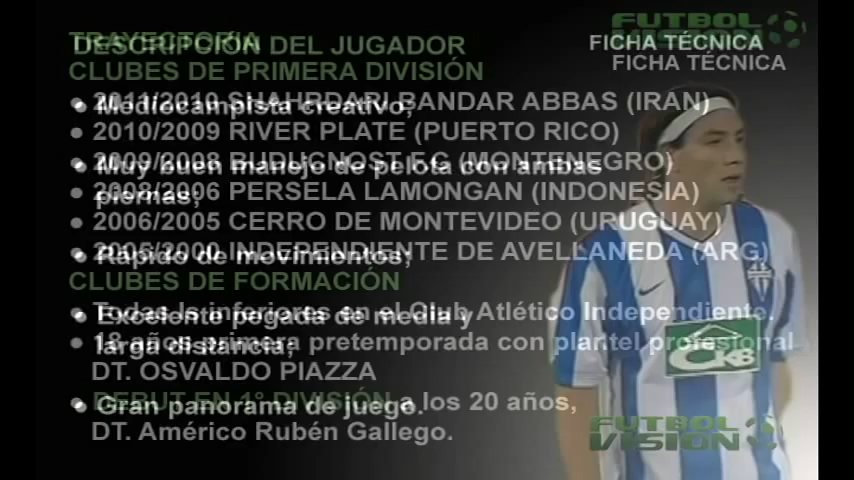 FUTBOL
TRAYECTORIA
DESCRIPCIÓN DEL JUGADOR
FICHA TÉCNICA
FICHA TÉCNICA
CLUBES DE PRIMERA DIVISIÓN
• 2011/2010 SHAHRDARI BANDAR ABBAS (IRÁN)
• Mediocampista creativo;
• 2010/2009 RIVER PLATE (PUERTO RICO)
• 2009/2008 F.C (MONTENEGRO)
• Muy buen manejo de pelota con ambas
piernas;
• 2008/2006 PERSELA LAMONGAN (INDONESIA)
• 2006/2005 CERRO DE MONTEVIDEO (URUGUAY)
• 2005/2000 INDEPENDIENTE DE AVELLANEDA (ARG)
• Rápido de movimientos;
CLUBES DE FORMACIÓN
• Todas las inferiores en el Club Atlético Independiente.
• Excelente pegada de media y
larga distancia;
• 18 años primera pretemporada con plantel profesional
DT. OSVALDO PIAZZA
• DEBUT EN 1° DIVISIÓN a los 20 años,
• Gran panorama de juego.
DT. Américo Rubén Gallego.
CKB
FUTBOL
VISION